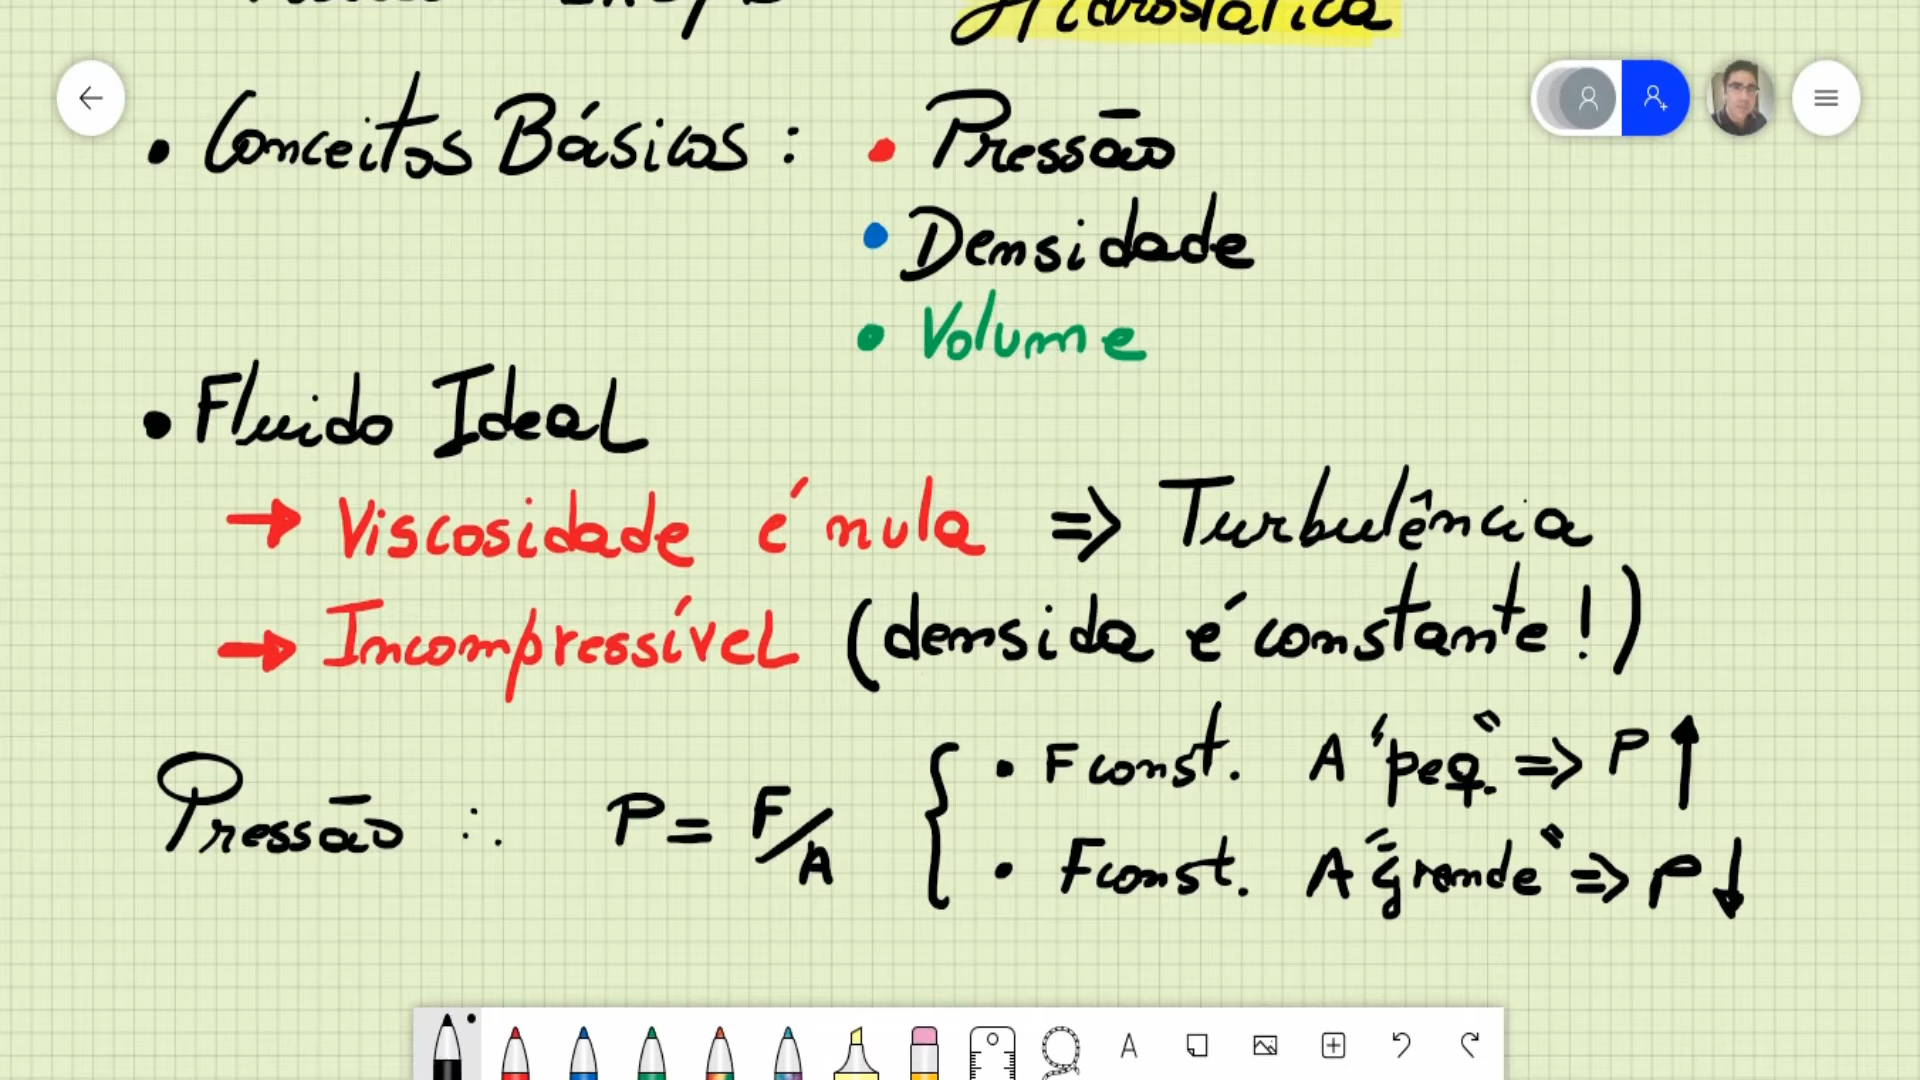 Hidrostática
• Conceitos Básicos : • Pressão
• Densidade
• Volume
• Fluido Ideal
→ Viscosidade é nula => Turbulência
→ Incompressível (densida é constante!)
Pressão ∴ P = F/A { • F const. A "peq." => P ↑
• F const. A "grande" => P ↓
A